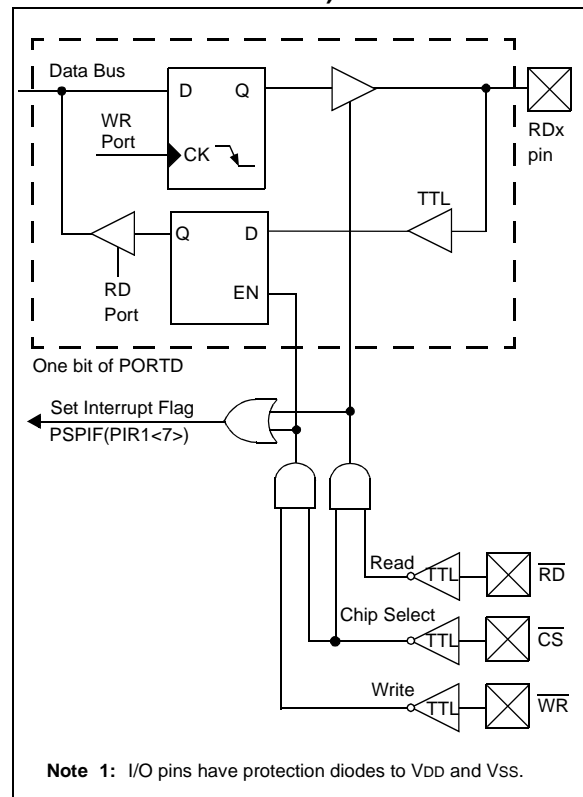 Data Bus
D Q
WR
Port
CK
RDx
pin
TTL
Q D
EN
RD
Port
One bit of PORTD
Set Interrupt Flag
PSPIF(PIR1<7>)
Read
TTL
RD
Chip Select
TTL
CS
Write
TTL
WR
Note 1: I/O pins have protection diodes to VDD and VSS.